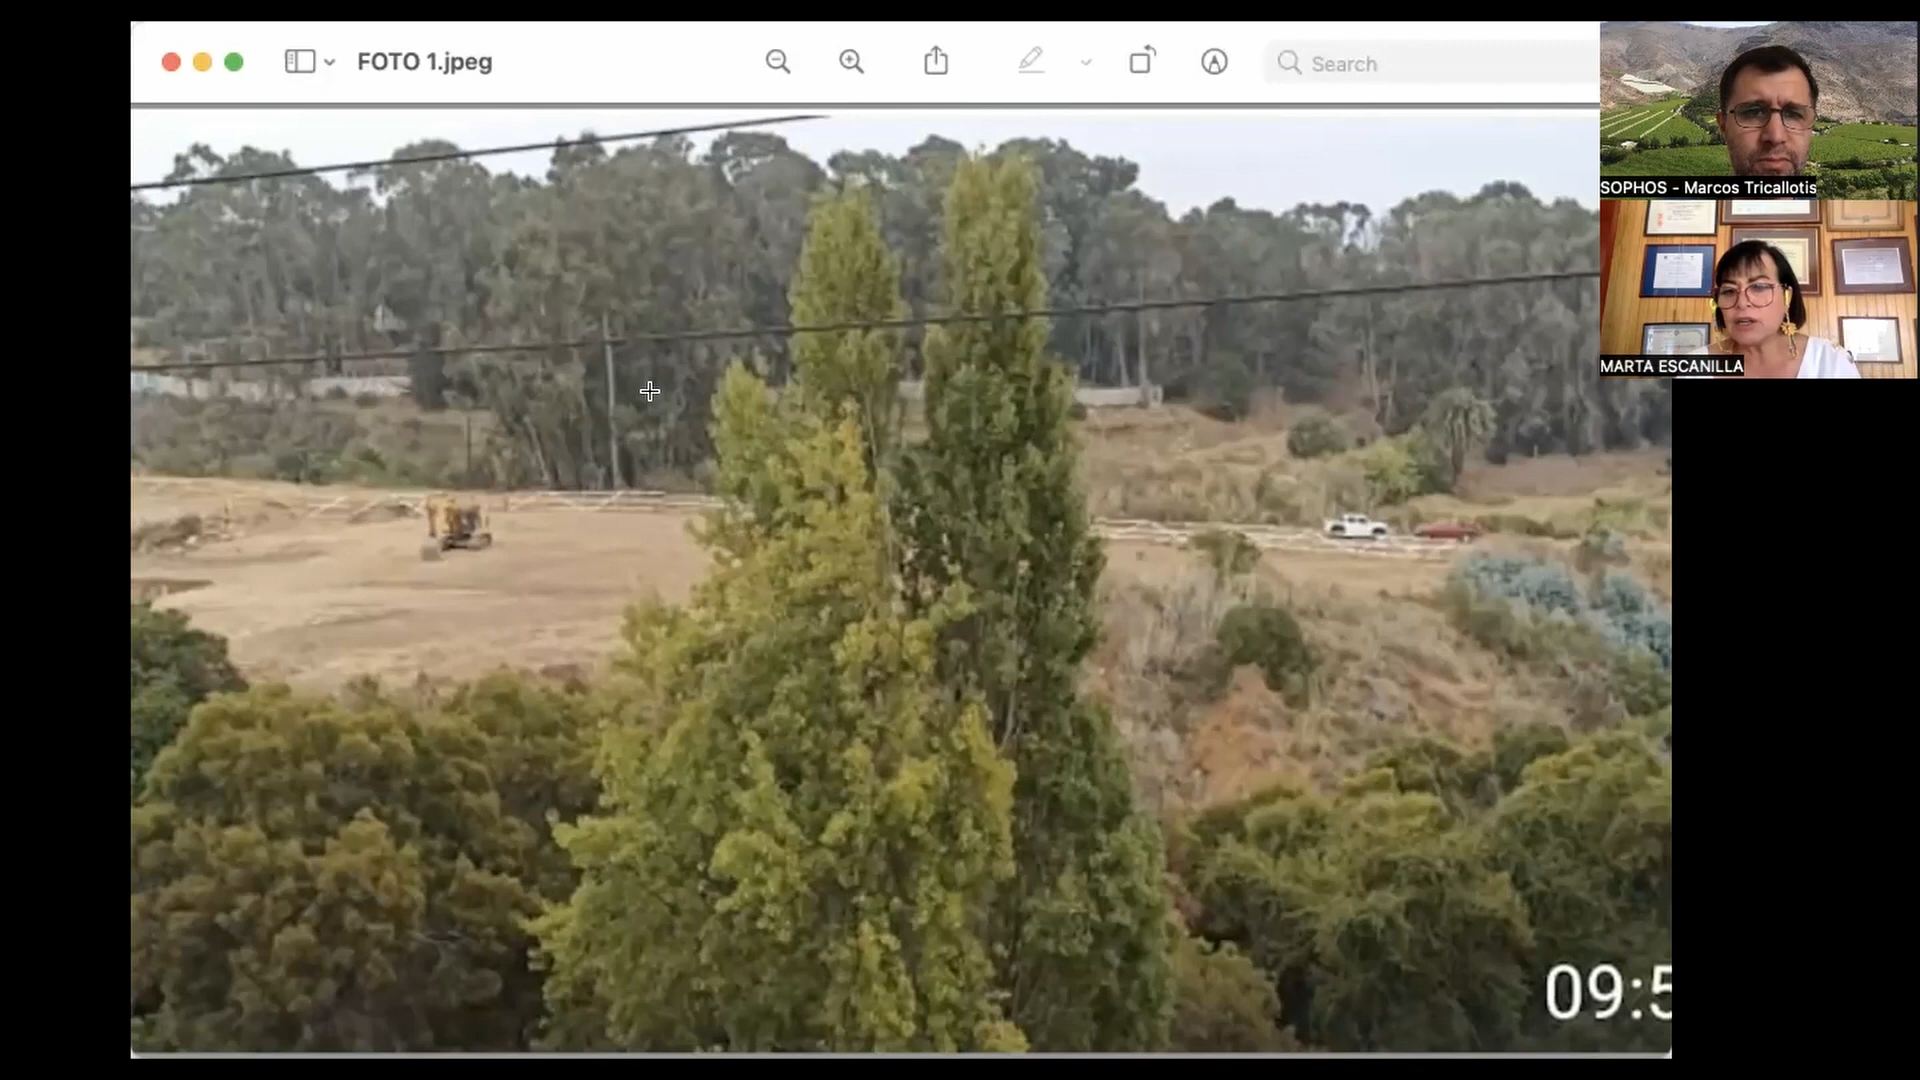 FOTO 1.jpeg
Search
SOPHOS - Marcos Tricallotis
MARTA ESCANILLA
09:5